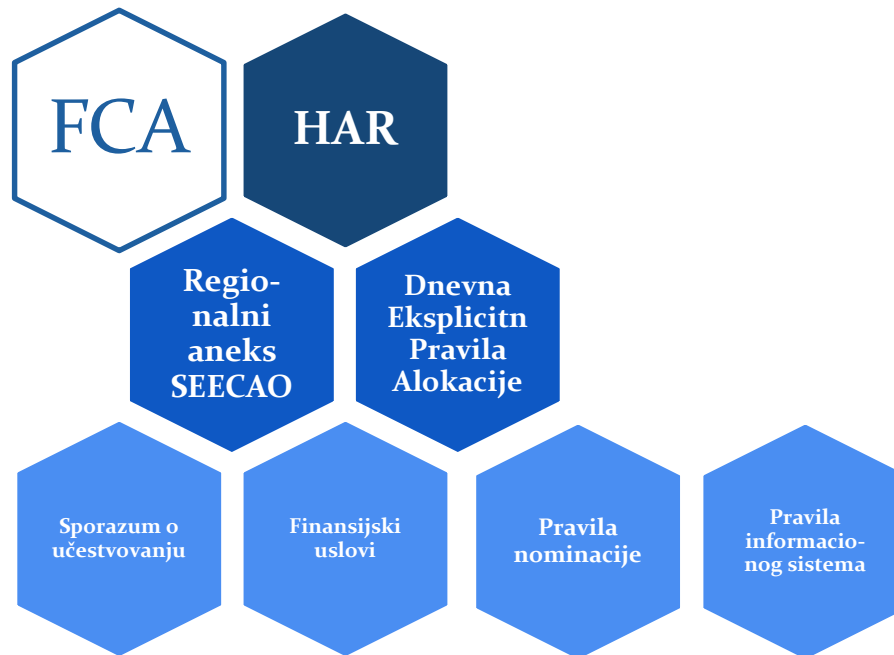 FCA
HAR
Regio-
nalni
aneks
SEECAO
Dnevna
Eksplicitn
Pravila
Alokacije
Sporazum o
učestvovanju
Finansijski
uslovi
Pravila
nominacije
Pravila
informacio-
nog sistema